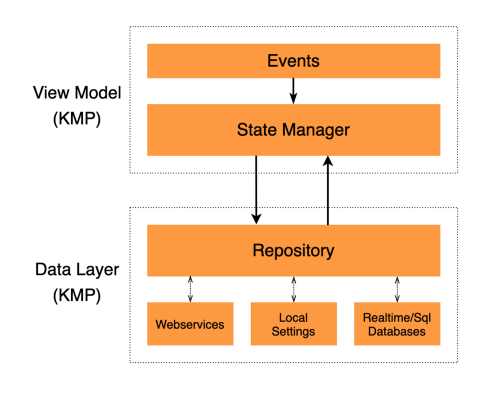 Events
View Model
(KMP)
State Manager
Repository
Data Layer
(KMP)
Webservices
Local
Settings
Realtime/Sql
Databases